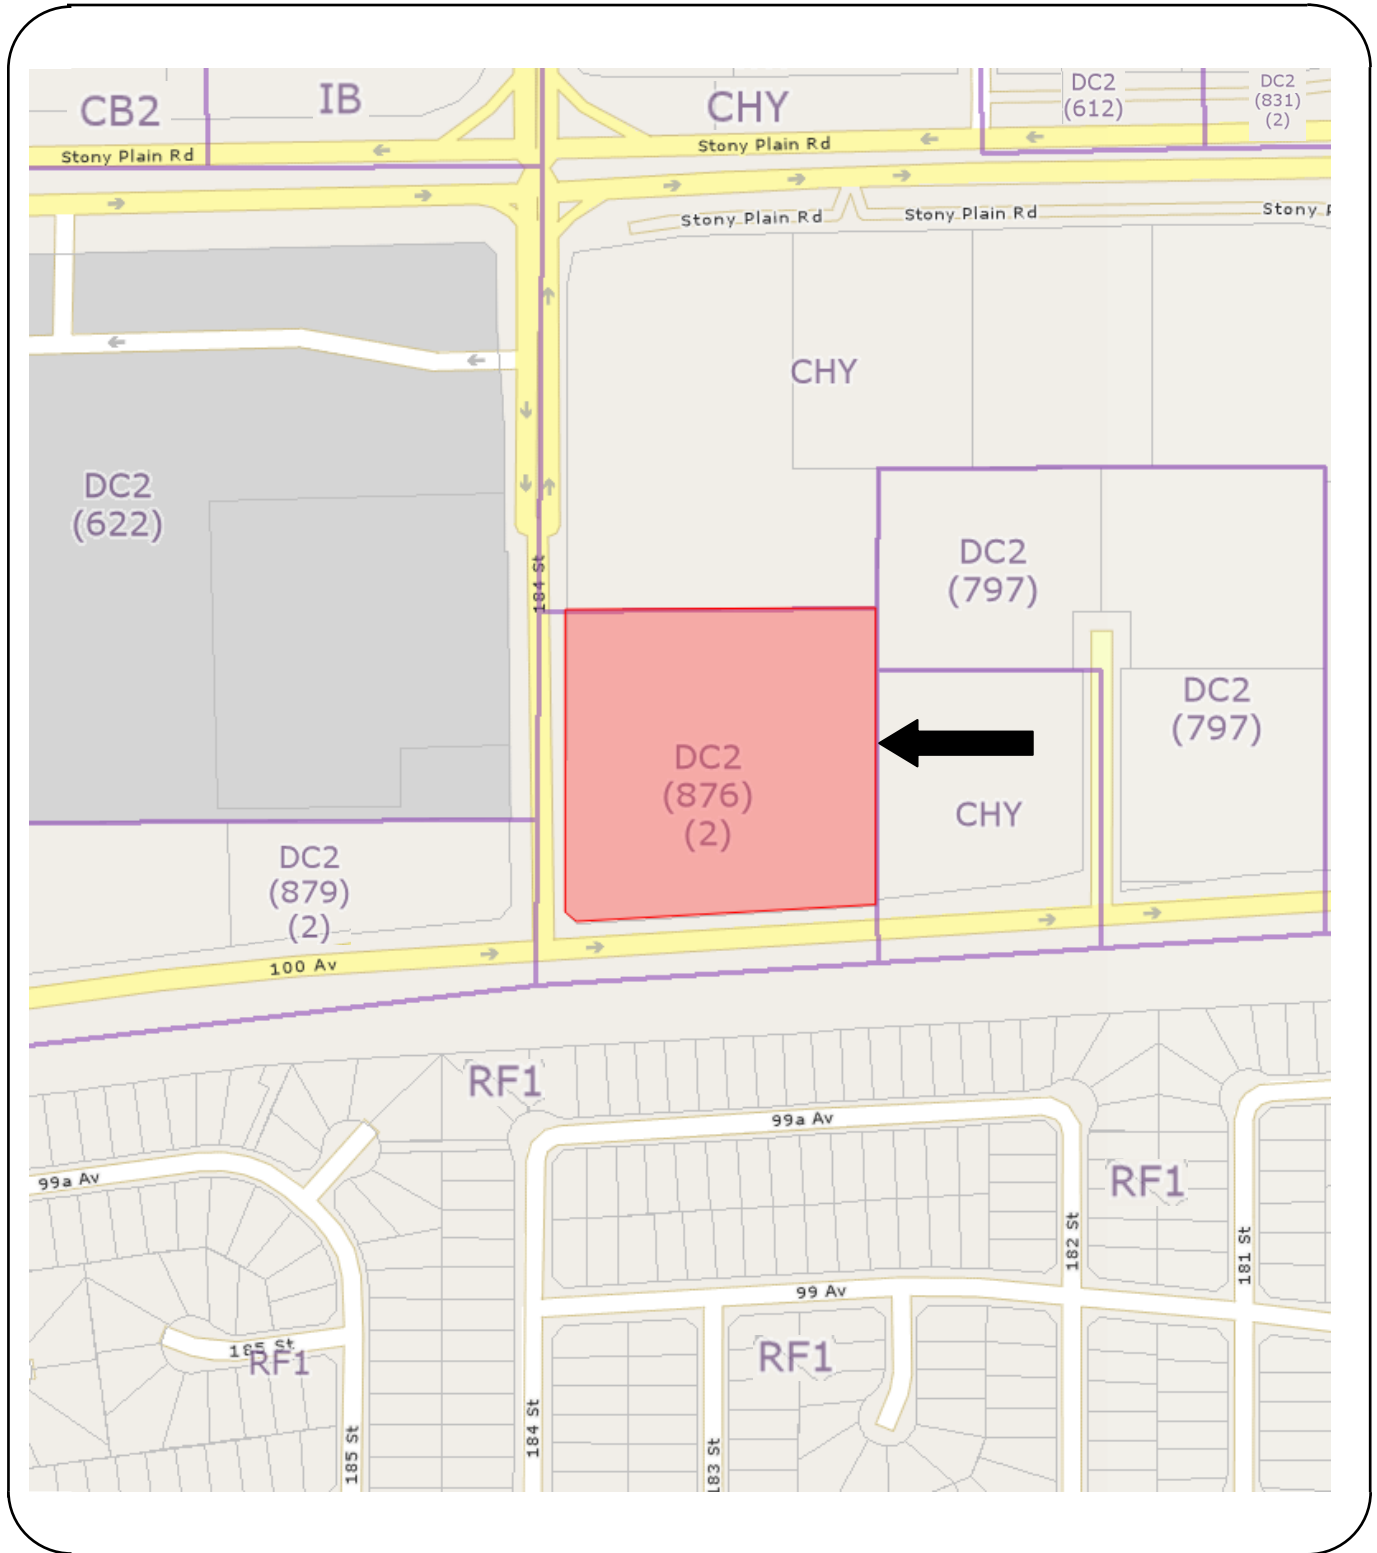 CB2
IB
CHY
DC2
(612)
DC2
(831)
(2)
Stony Plain Rd
Stony Plain Rd
Stony Plain Rd
Stony Plain Rd
Stony
CHY
DC2
(622)
184 St
DC2
(797)
DC2
(797)
DC2
(876)
(2)
CHY
DC2
(879)
(2)
100 Av
RF1
99a Av
99a Av
RF1
182 St
181 St
99 Av
185 St
RF1
RF1
185 St
184 St
183 St